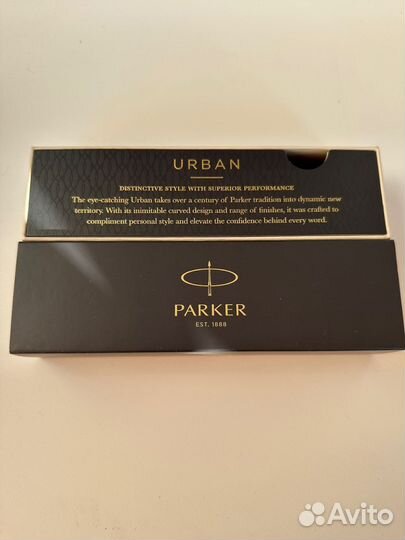 URBAN
DISTINCTIVE STYLE WITH SUPERIOR PERFORMANCE
The eye-catching Urban takes over a century of Parker tradition into dynamic new
territory. With its inimitable curved design and range of finishes, it was crafted to
compliment personal style and elevate the confidence behind every word.
PARKER
EST. 1888
Avito